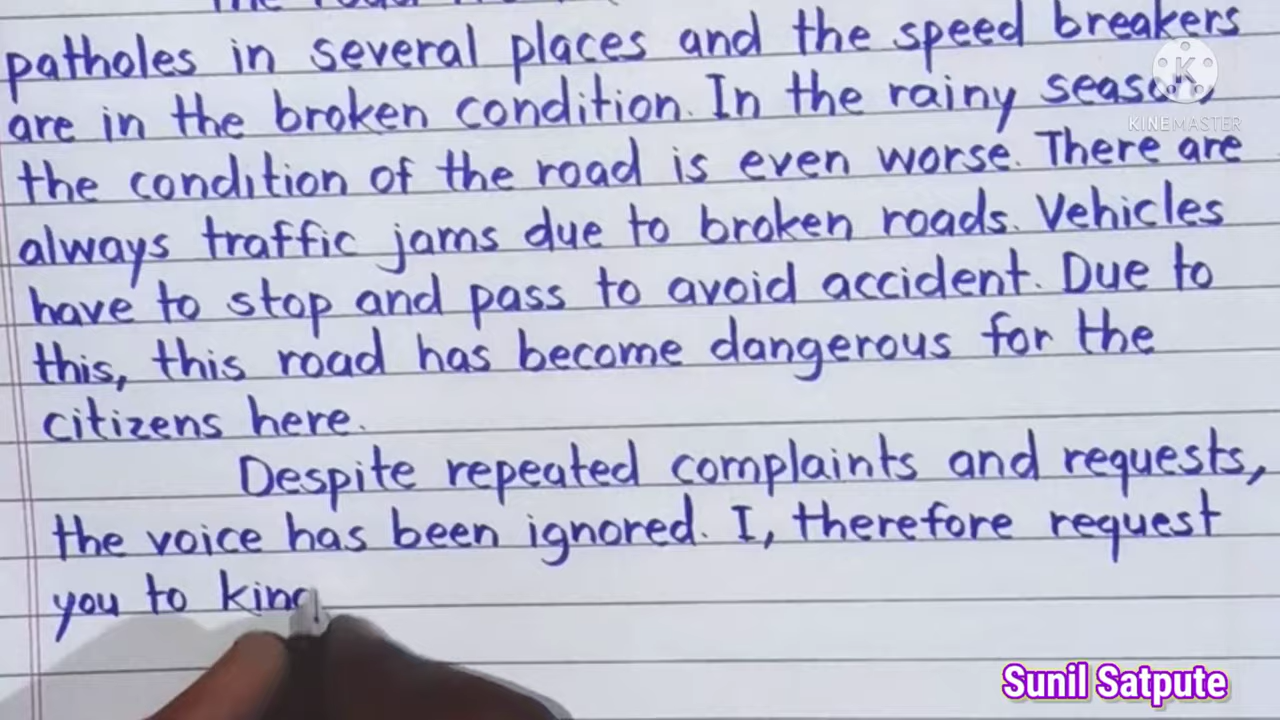 patholes in several places and the speed breakers
are in the broken condition. In the rainy season,
the condition of the road is even worse. There are
always traffic jams due to broken roads. Vehicles
have to stop and pass to avoid accident. Due to
this, this road has become dangerous for the
citizens here.
Despite repeated complaints and requests,
the voice has been ignored. I, therefore request
you to kind
K
KINEMASTER
Sunil Satpute